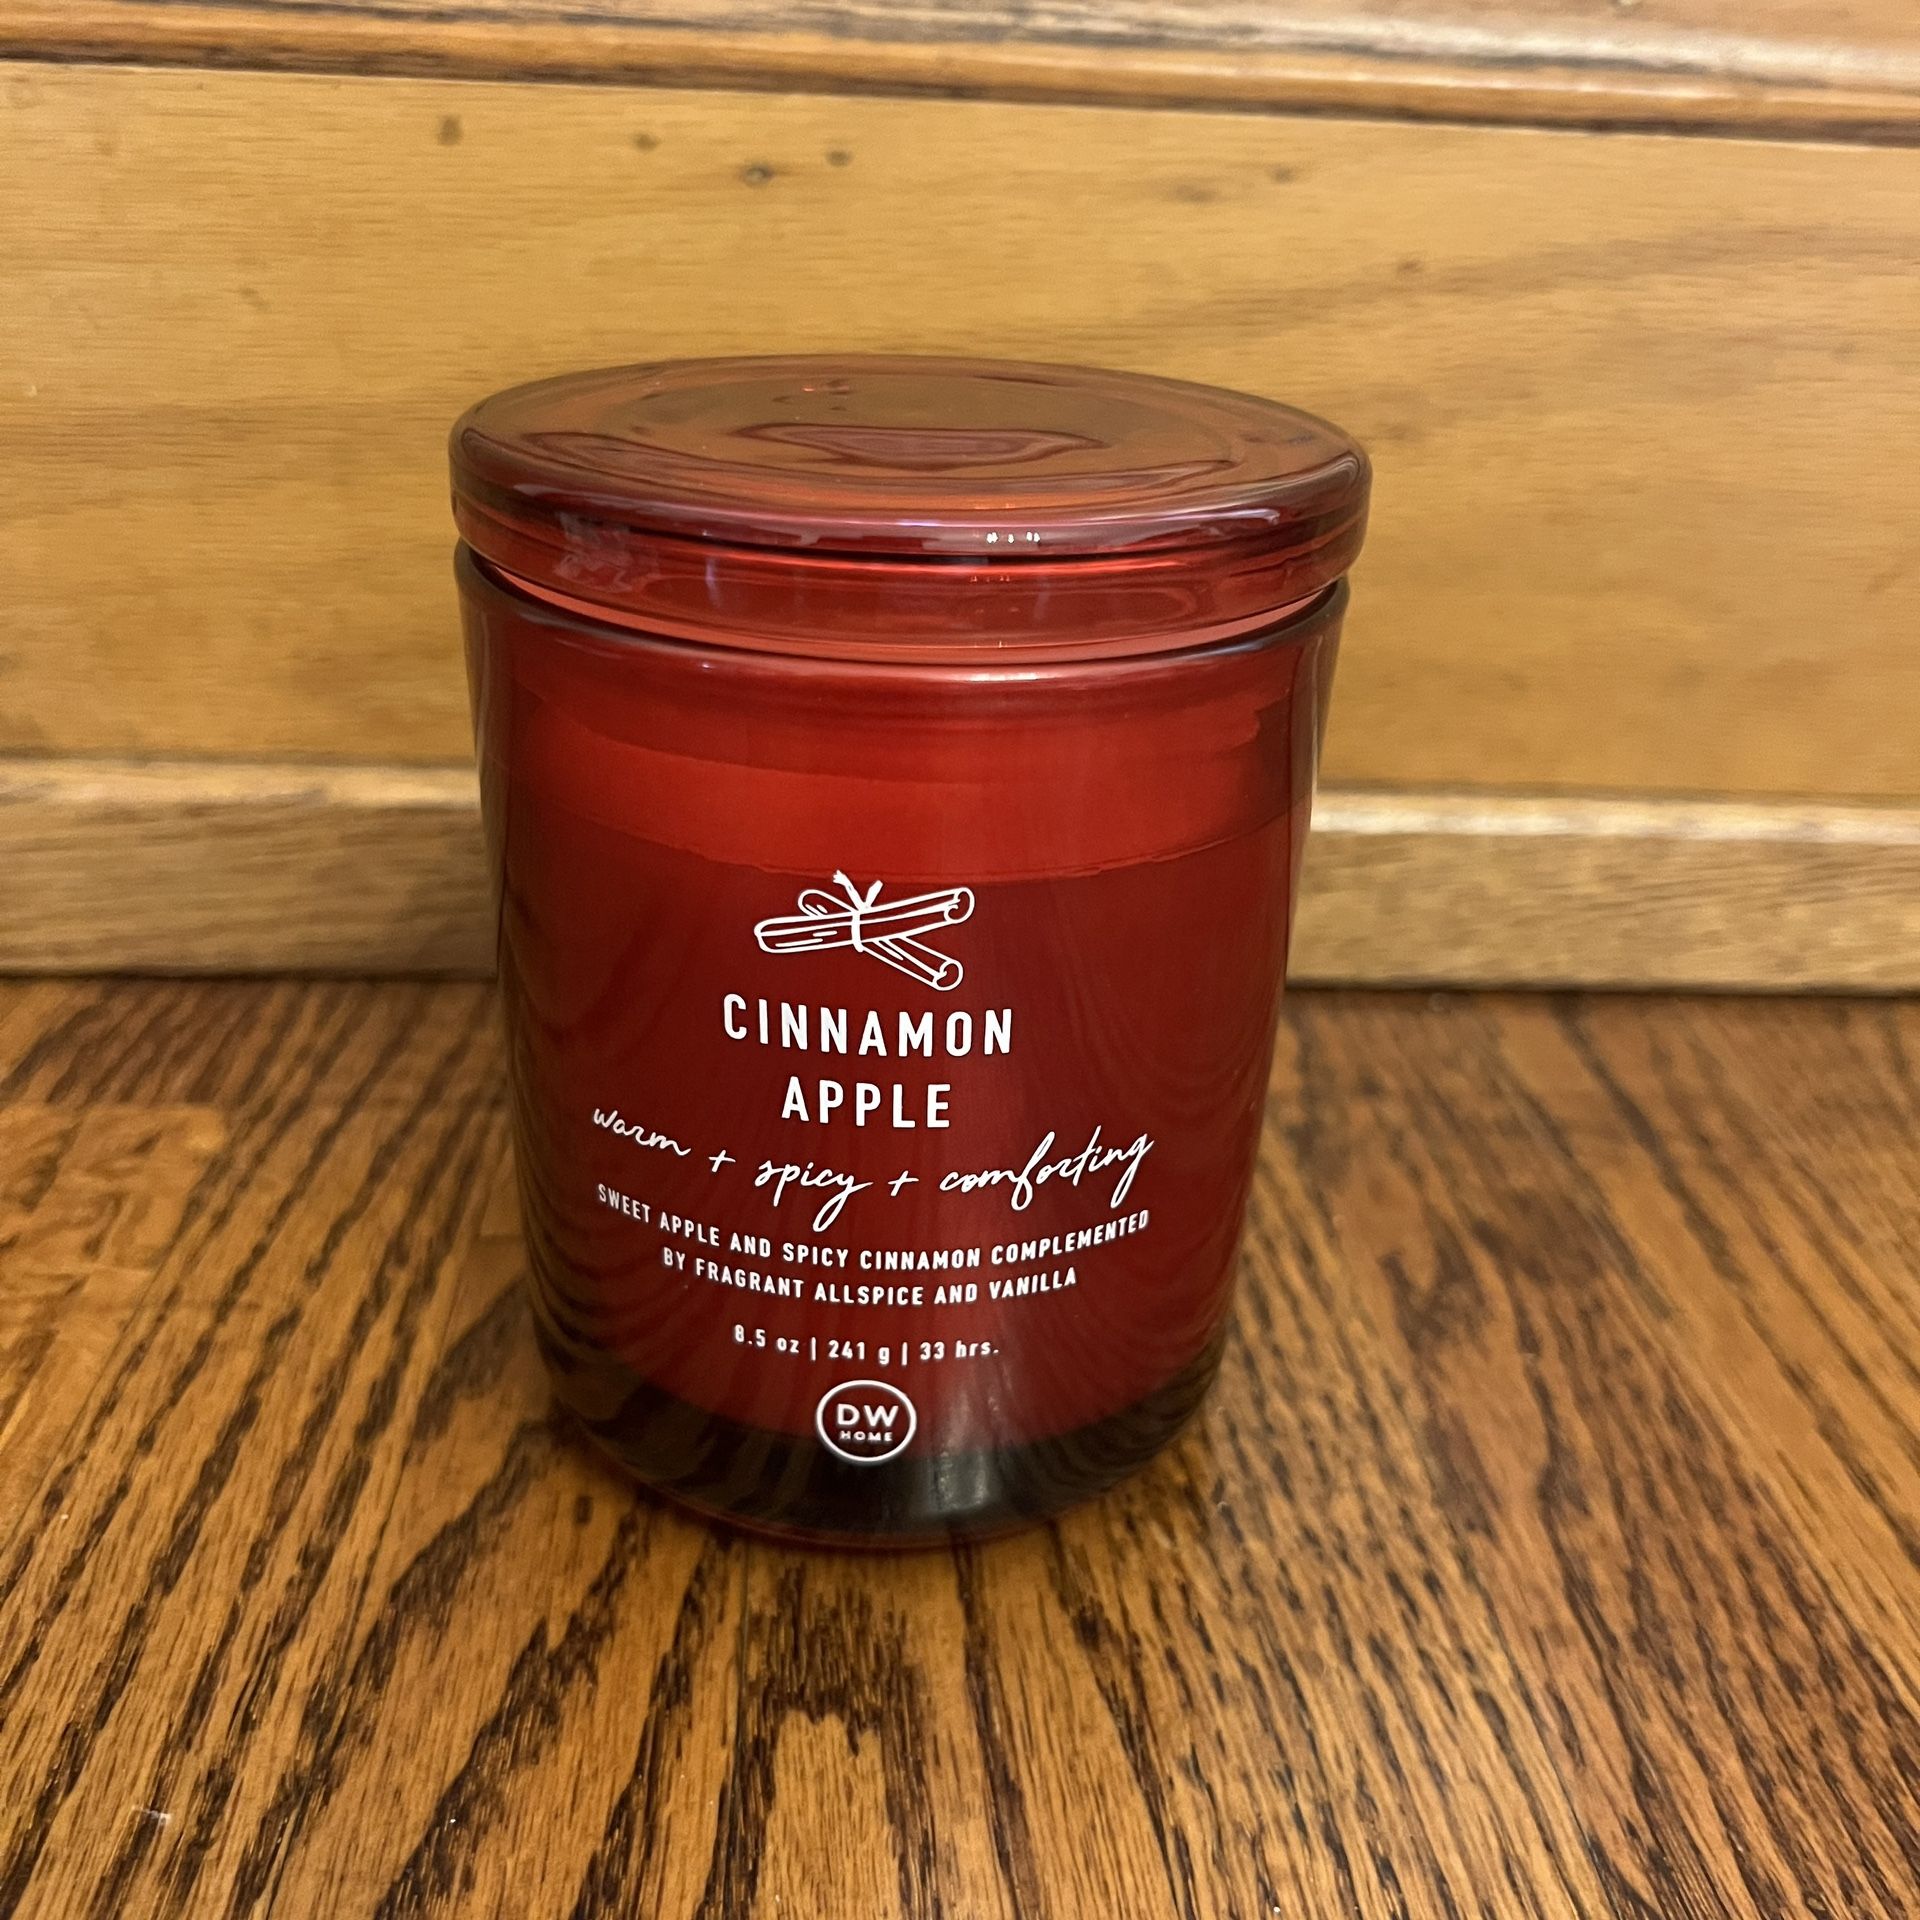 CINNAMON
APPLE
warm + spicy + comforting
SWEET APPLE AND SPICY CINNAMON COMPLEMENTED
BY FRAGRANT ALLSPICE AND VANILLA
8.5 oz | 241 g | 33 hrs.
DW
HOME